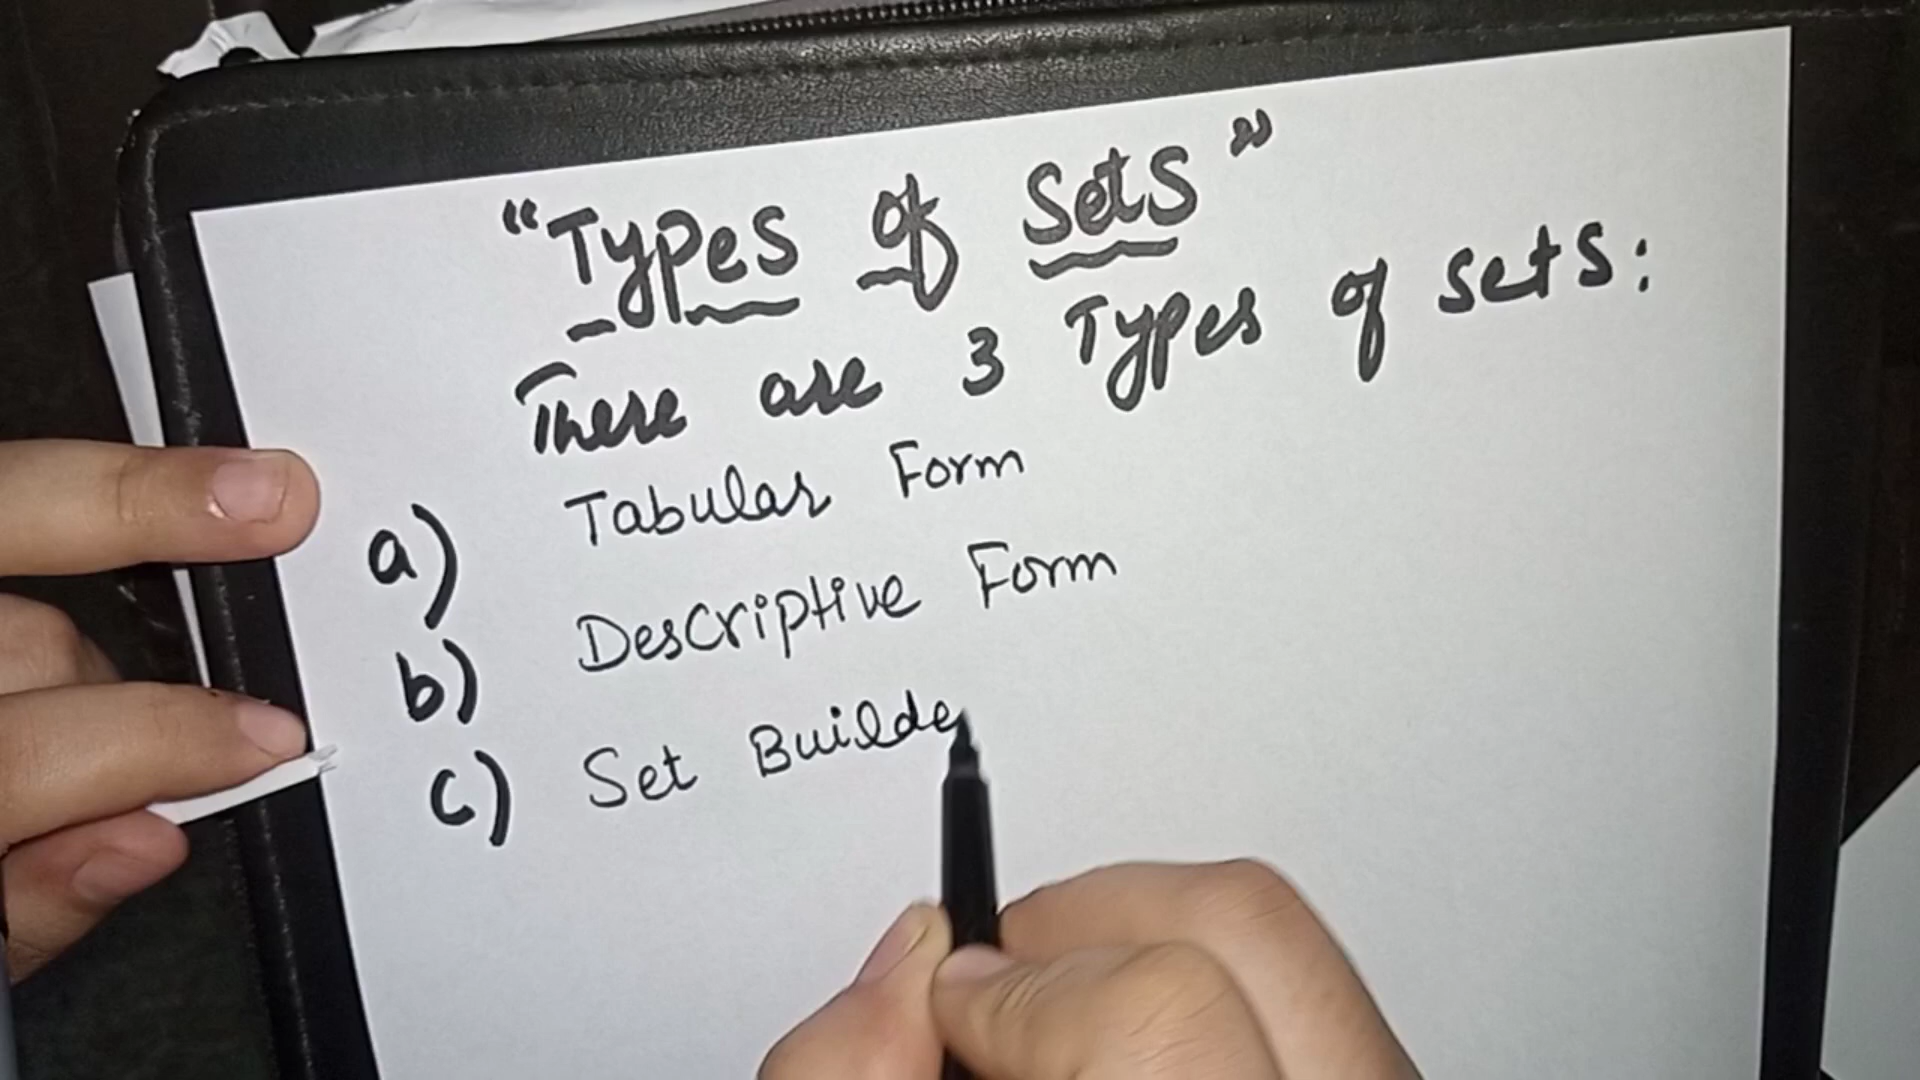 "Types of Sets"
There are 3 Types of sets:
a) Tabular Form
b) Descriptive Form
c) Set Builde